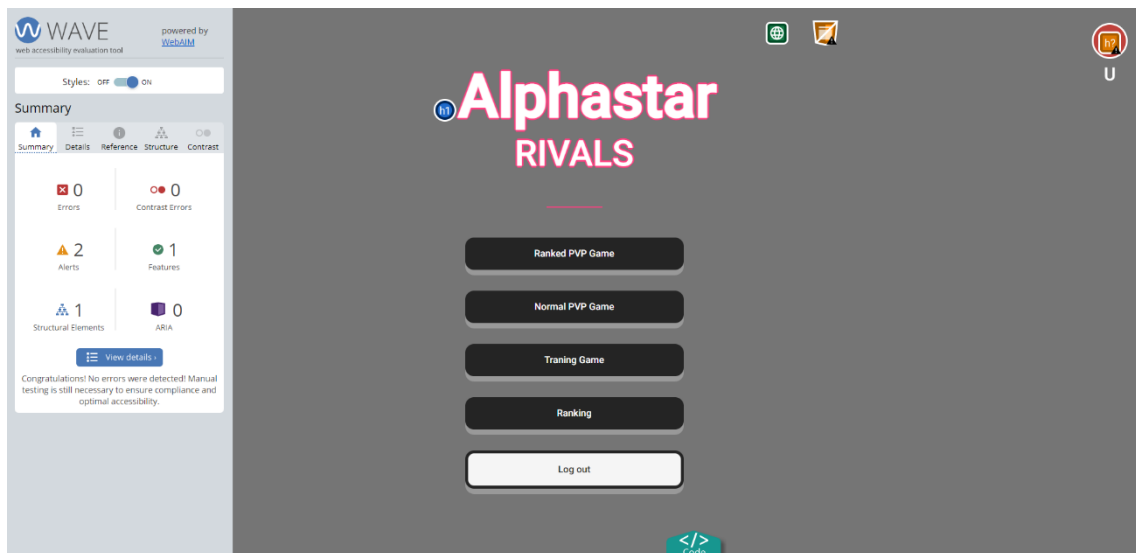 WAVE
web accessibility evaluation tool
powered by
WebAIM
Styles: OFF ON
Summary
Summary Details Reference Structure Contrast
0
Errors
0
Contrast Errors
2
Alerts
1
Features
1
Structural Elements
0
ARIA
View details ›
Congratulations! No errors were detected! Manual
testing is still necessary to ensure compliance and
optimal accessibility.
h1
Alphastar
RIVALS
h?
U
Ranked PVP Game
Normal PVP Game
Traning Game
Ranking
Log out
</>
Code